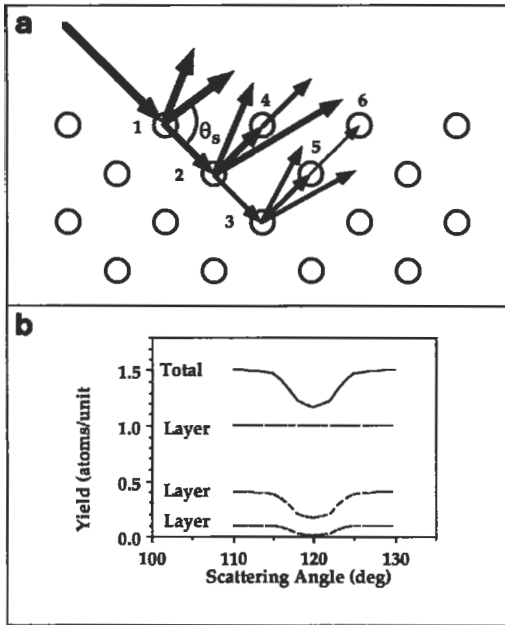 a
4
6
1
θs
2
5
3
b
Yield (atoms/unit
1.5
Total
1.0
Layer
0.5
Layer
Layer
0.0
100
110
120
130
Scattering Angle (deg)